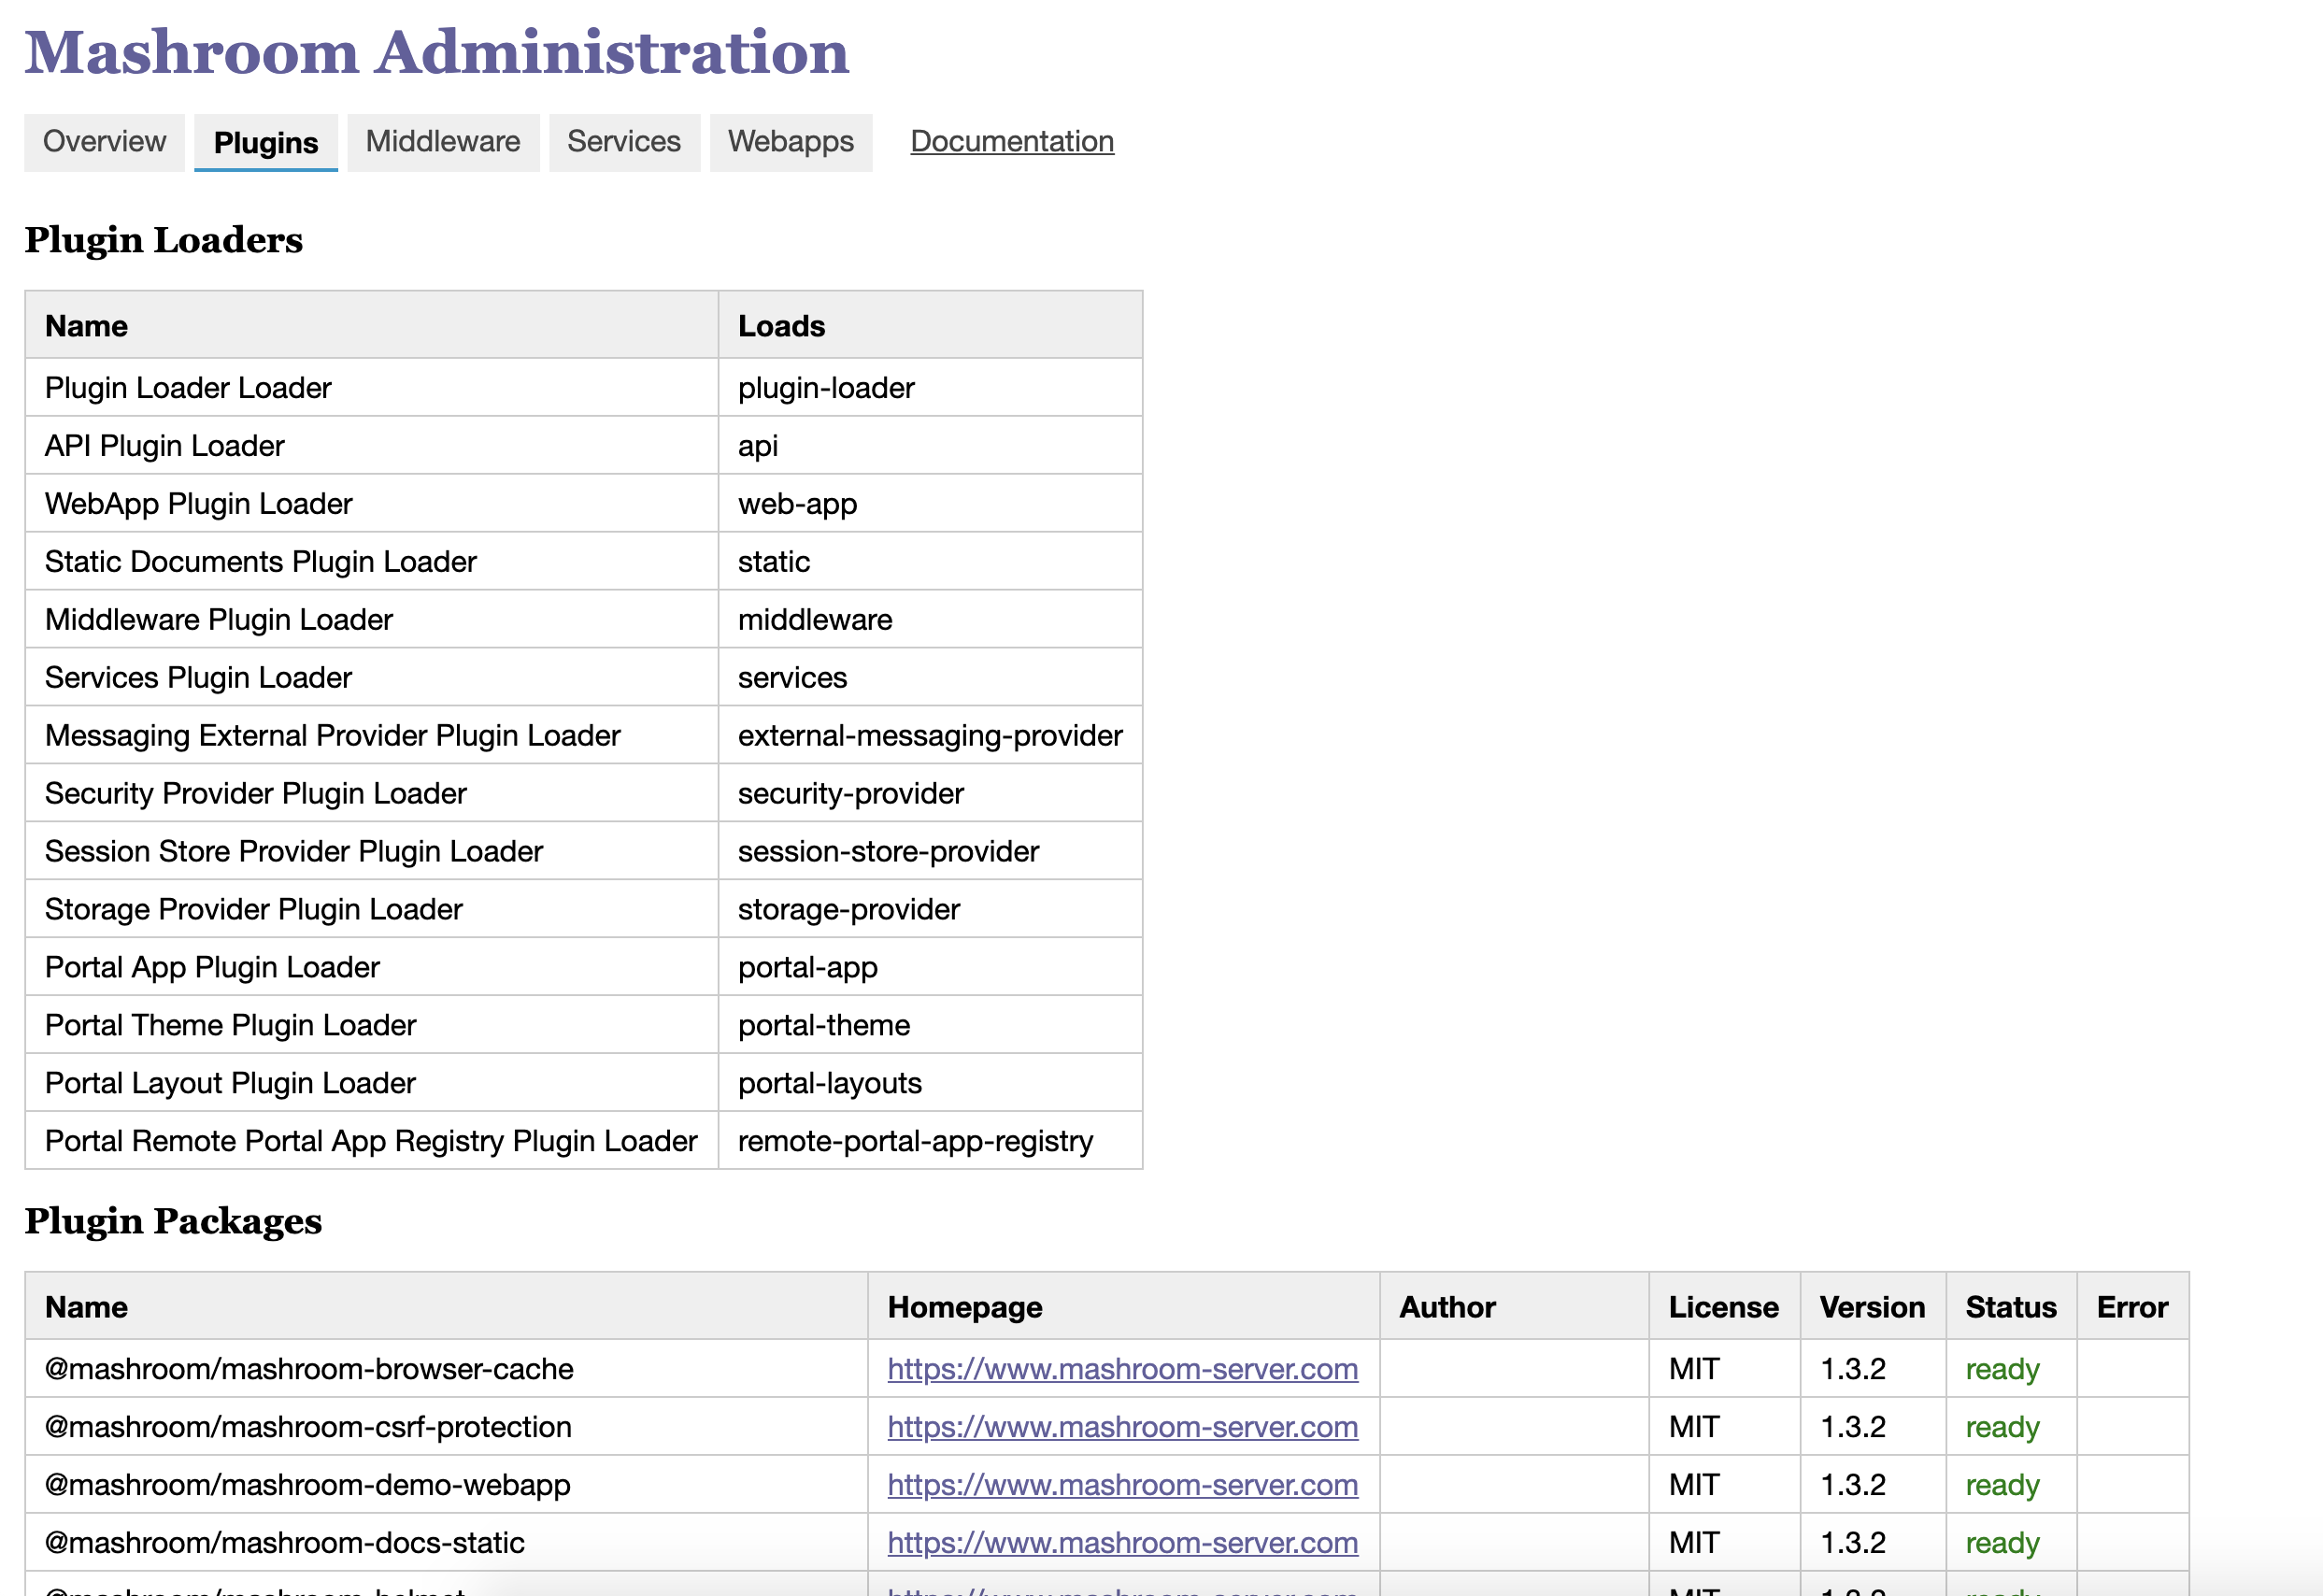 Mashroom Administration
Overview Plugins Middleware Services Webapps Documentation
Plugin Loaders
Name Loads
Plugin Loader Loader plugin-loader
API Plugin Loader api
WebApp Plugin Loader web-app
Static Documents Plugin Loader static
Middleware Plugin Loader middleware
Services Plugin Loader services
Messaging External Provider Plugin Loader external-messaging-provider
Security Provider Plugin Loader security-provider
Session Store Provider Plugin Loader session-store-provider
Storage Provider Plugin Loader storage-provider
Portal App Plugin Loader portal-app
Portal Theme Plugin Loader portal-theme
Portal Layout Plugin Loader portal-layouts
Portal Remote Portal App Registry Plugin Loader remote-portal-app-registry
Plugin Packages
Name Homepage Author License Version Status Error
@mashroom/mashroom-browser-cache https://www.mashroom-server.com MIT 1.3.2 ready
@mashroom/mashroom-csrf-protection https://www.mashroom-server.com MIT 1.3.2 ready
@mashroom/mashroom-demo-webapp https://www.mashroom-server.com MIT 1.3.2 ready
@mashroom/mashroom-docs-static https://www.mashroom-server.com MIT 1.3.2 ready